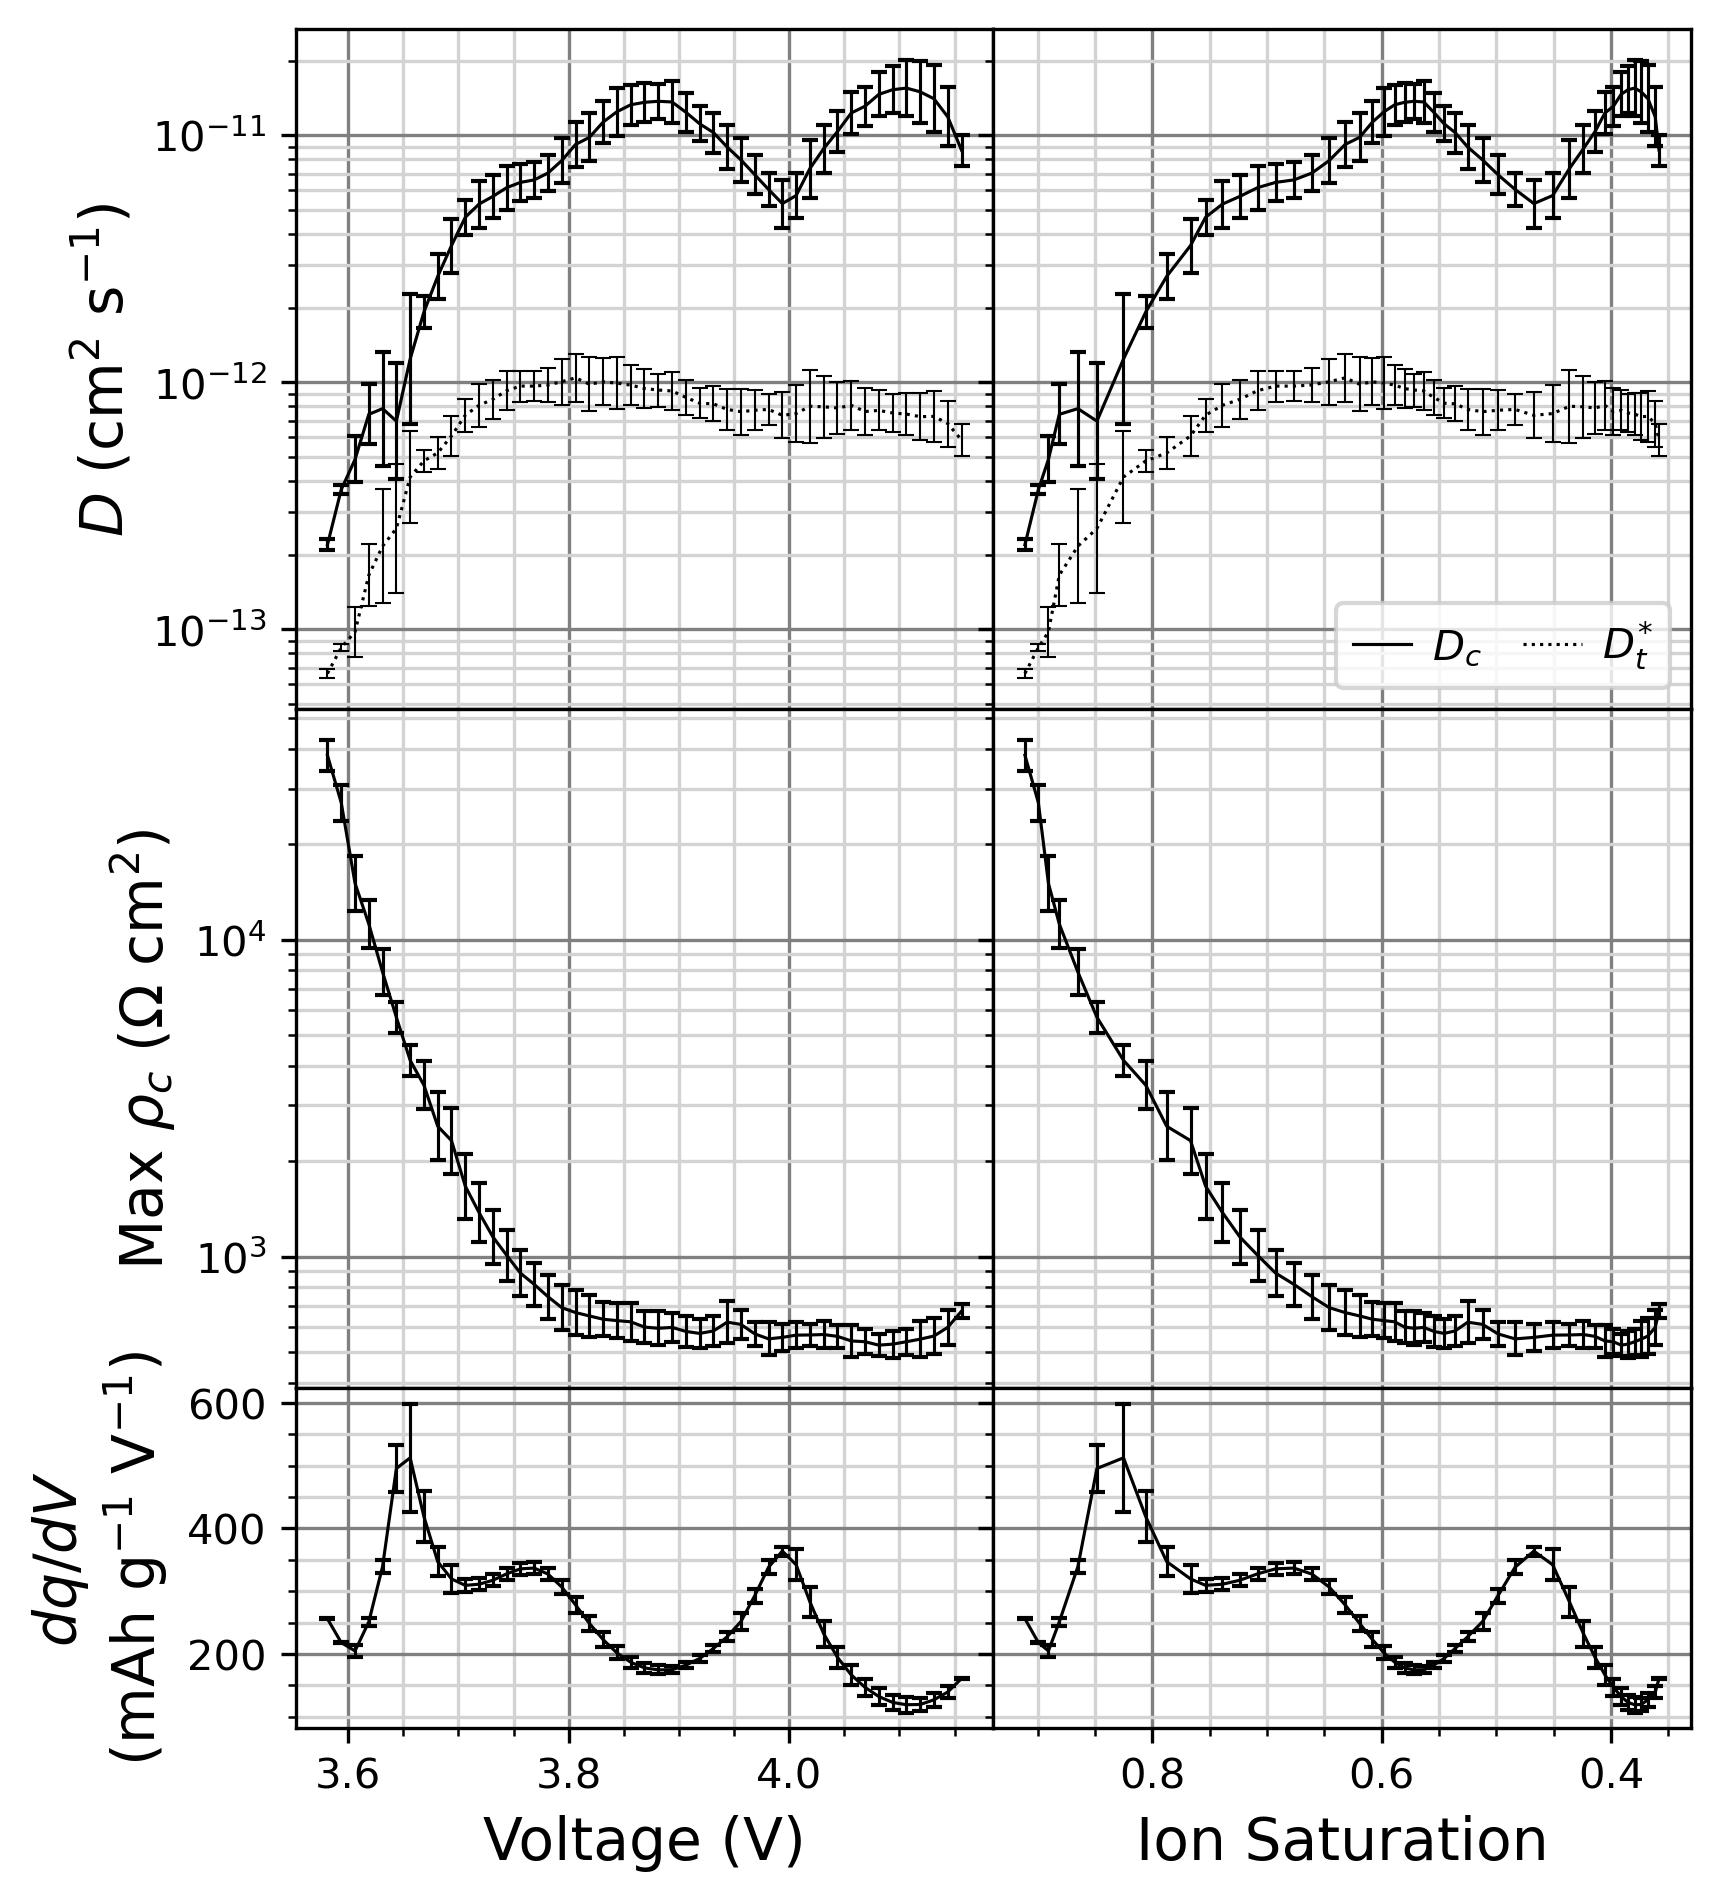 D (cm² s⁻¹)
10⁻¹¹
10⁻¹²
10⁻¹³
D_c D_t^*
Max ρ_c (Ω cm²)
10⁴
10³
dq/dV
(mAh g⁻¹ V⁻¹)
600
400
200
3.6 3.8 4.0 0.8 0.6 0.4
Voltage (V) Ion Saturation